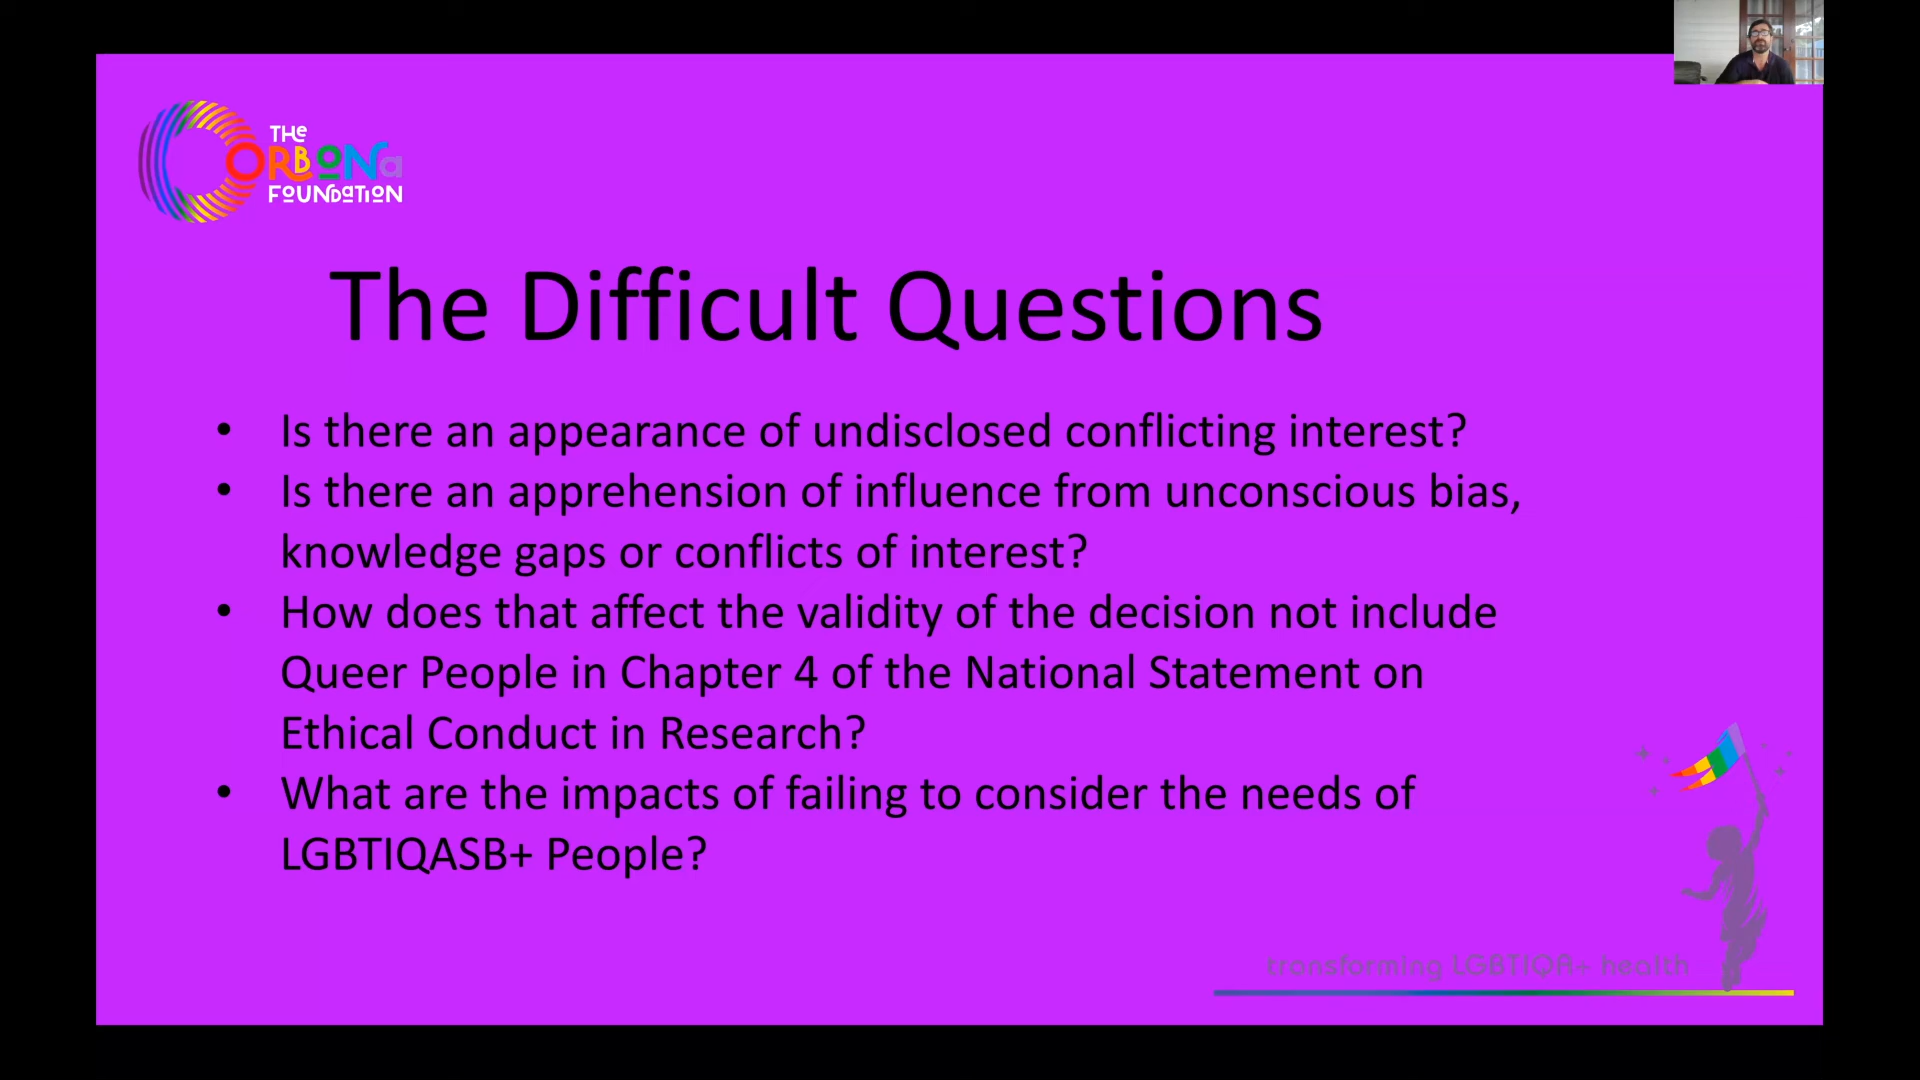 THe
CORBONa
FOUNDaTION
The Difficult Questions
• Is there an appearance of undisclosed conflicting interest?
• Is there an apprehension of influence from unconscious bias,
knowledge gaps or conflicts of interest?
• How does that affect the validity of the decision not include
Queer People in Chapter 4 of the National Statement on
Ethical Conduct in Research?
• What are the impacts of failing to consider the needs of
LGBTIQASB+ People?
transforming LGBTIQA+ health